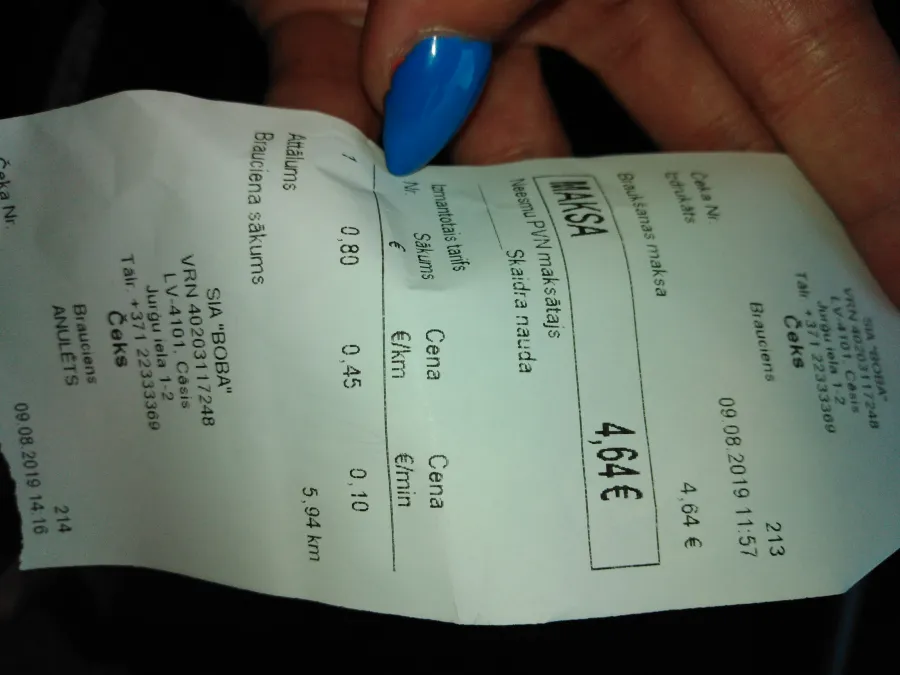 SIA "BOBA"
VRN 40203117248
LV-4101, Cēsis
Jurģu iela 1-2
Tālr. +371 22333369
Čeks
Brauciens
Čeka Nr. 213
Izdrukāts 09.08.2019 11:57
Braukšanas maksa 4,64 €
MAKSA 4,64€
Neesmu PVN maksātājs
Skaidra nauda
Izmantotais tarifs
Nr. Sākums Cena Cena
€ €/km €/min
1 0,80 0,45 0,10
Attālums 5,94 km
Brauciena sākums
SIA "BOBA"
VRN 40203117248
LV-4101, Cēsis
Jurģu iela 1-2
Tālr. +371 22333369
Čeks
Brauciens
ANULĒTS
Čeka Nr. 214
09.08.2019 14:16